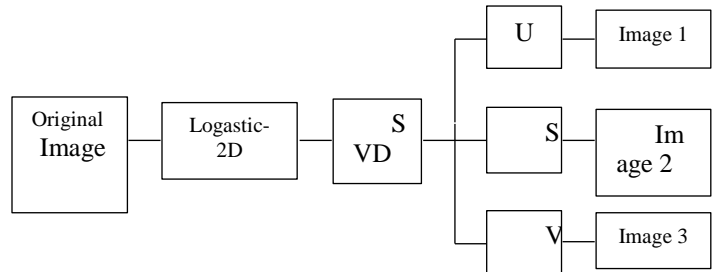 Original
Image
Logastic-
2D
S
VD
U
Image 1
S
Im
age 2
V
Image 3